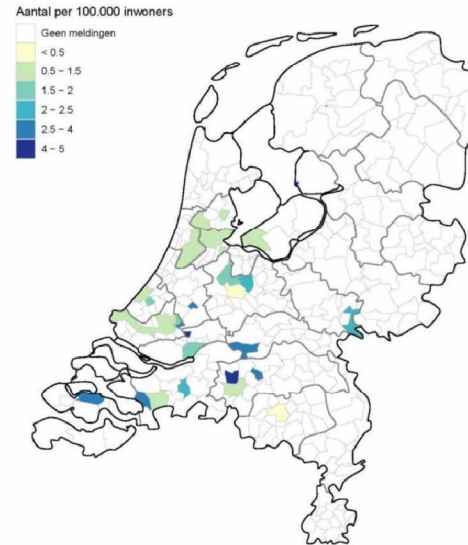 Aantal per 100.000 inwoners
Geen meldingen
< 0.5
0.5 – 1.5
1.5 – 2
2 – 2.5
2.5 – 4
4 – 5